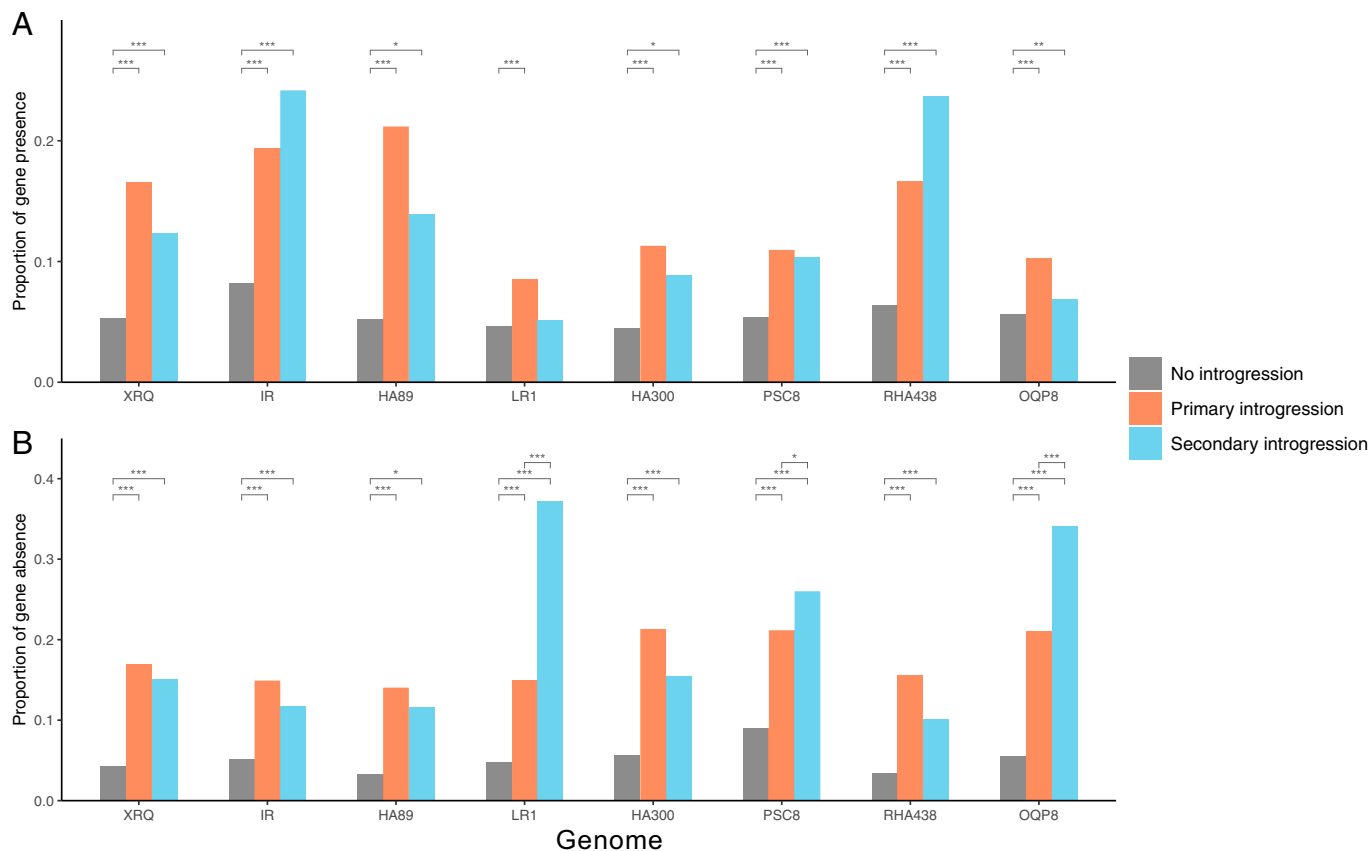 A
Proportion of gene presence
*** *** * * *** *** **
*** *** *** *** *** *** *** ***
0.2
0.1
0.0
XRQ IR HA89 LR1 HA300 PSC8 RHA438 OQP8
No introgression
Primary introgression
Secondary introgression
B
Proportion of gene absence
*** * ***
*** *** * *** *** *** *** ***
*** *** *** *** *** *** *** ***
0.4
0.3
0.2
0.1
0.0
XRQ IR HA89 LR1 HA300 PSC8 RHA438 OQP8
Genome